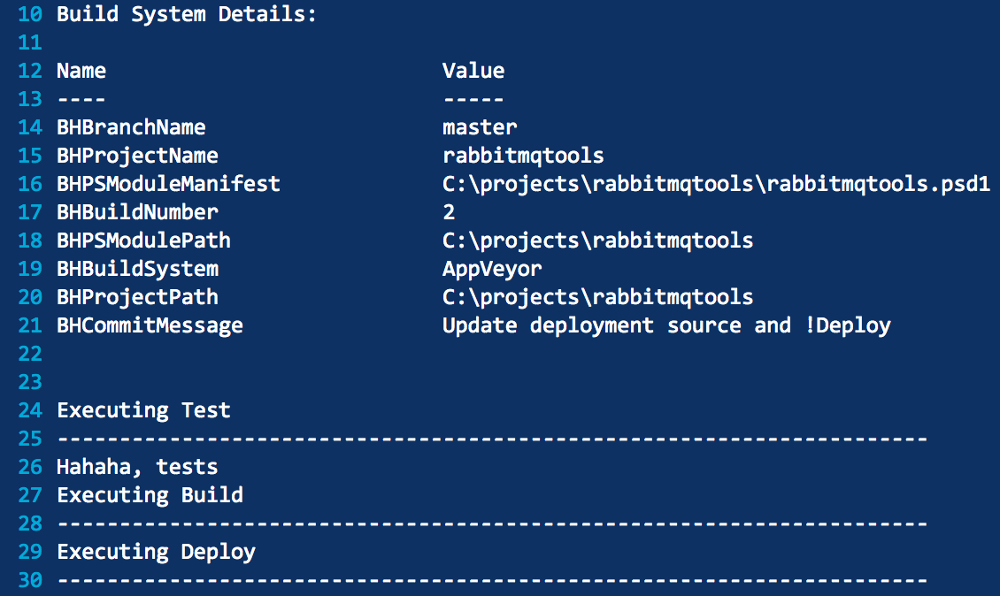 10 Build System Details:
11
12 Name Value
13 ---- -----
14 BHBranchName master
15 BHProjectName rabbitmqtools
16 BHPSModuleManifest C:\projects\rabbitmqtools\rabbitmqtools.psd1
17 BHBuildNumber 2
18 BHPSModulePath C:\projects\rabbitmqtools
19 BHBuildSystem AppVeyor
20 BHProjectPath C:\projects\rabbitmqtools
21 BHCommitMessage Update deployment source and !Deploy
22
23
24 Executing Test
25 ----------------------------------------------------------------------
26 Hahaha, tests
27 Executing Build
28 ----------------------------------------------------------------------
29 Executing Deploy
30 ----------------------------------------------------------------------